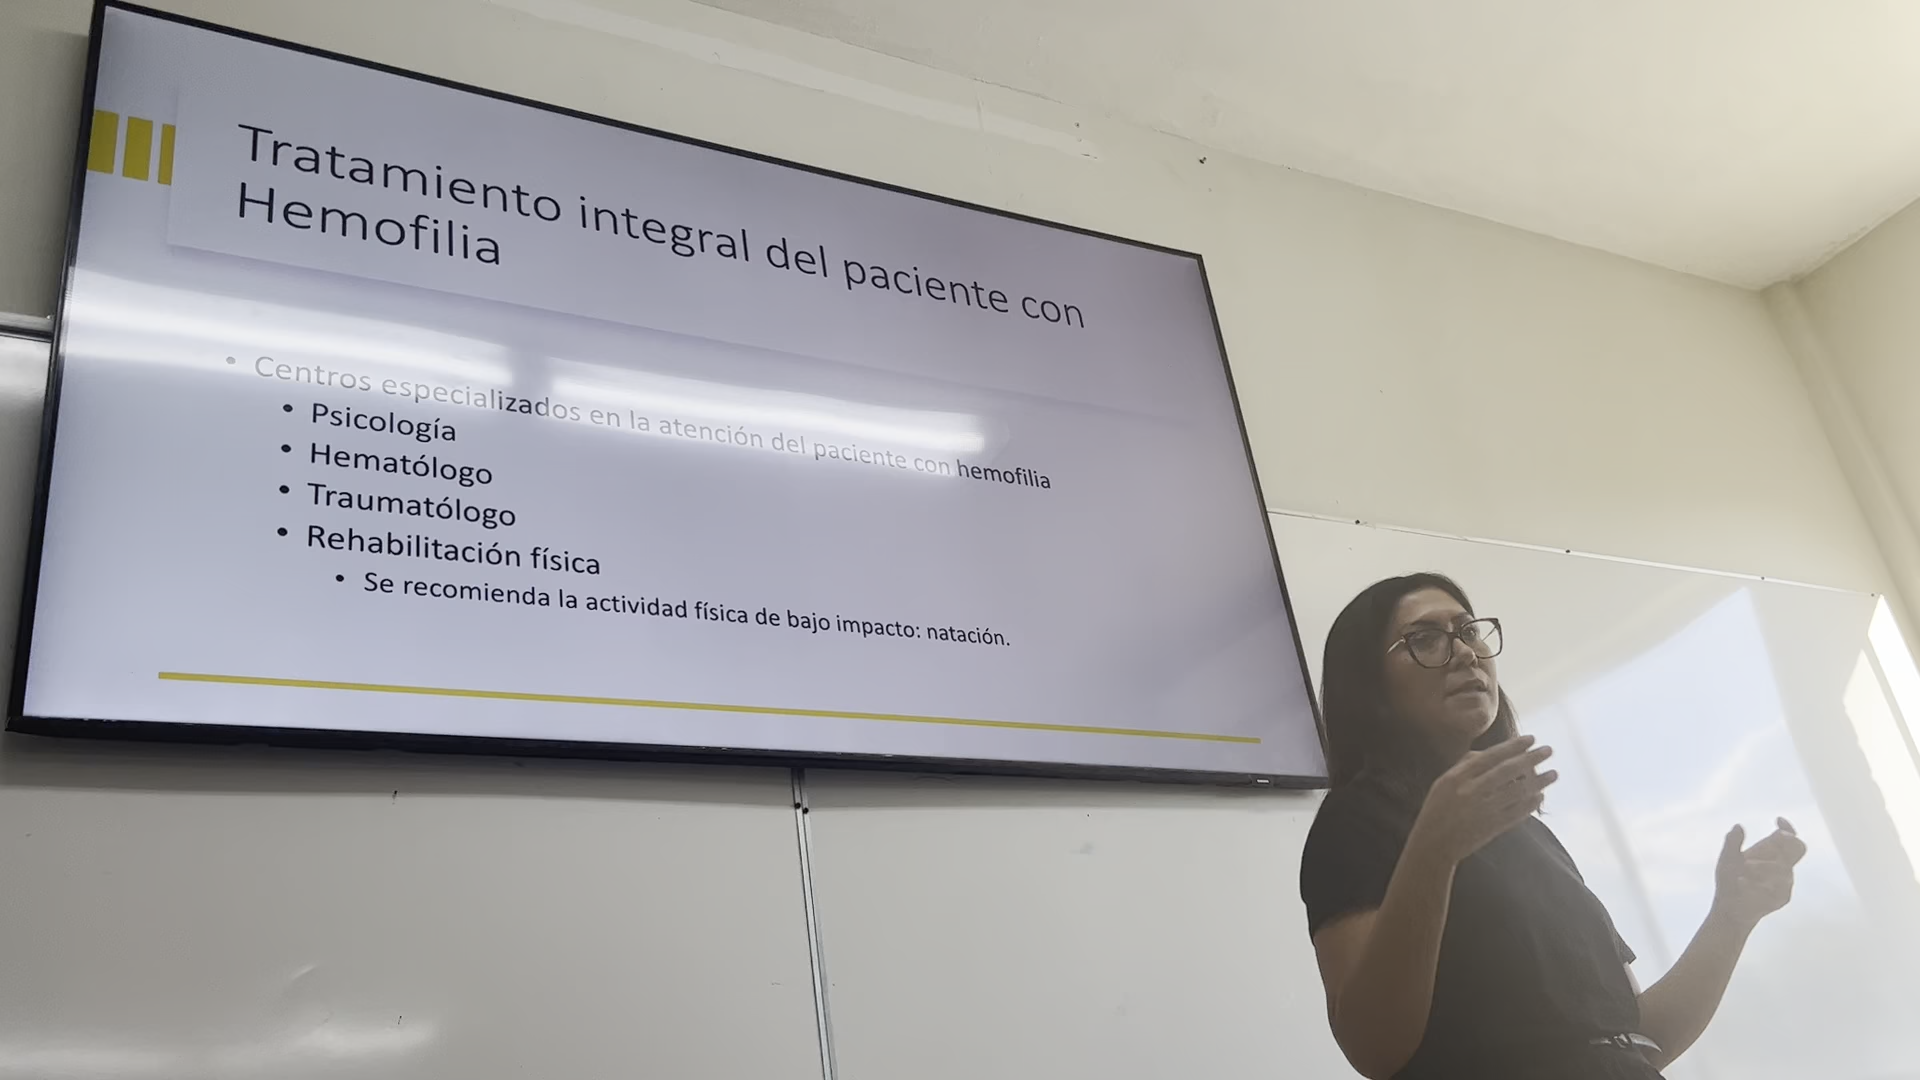 Tratamiento integral del paciente con
Hemofilia
• Centros especializados en la atención del paciente con hemofilia
• Psicología
• Hematólogo
• Traumatólogo
• Rehabilitación física
• Se recomienda la actividad física de bajo impacto: natación.